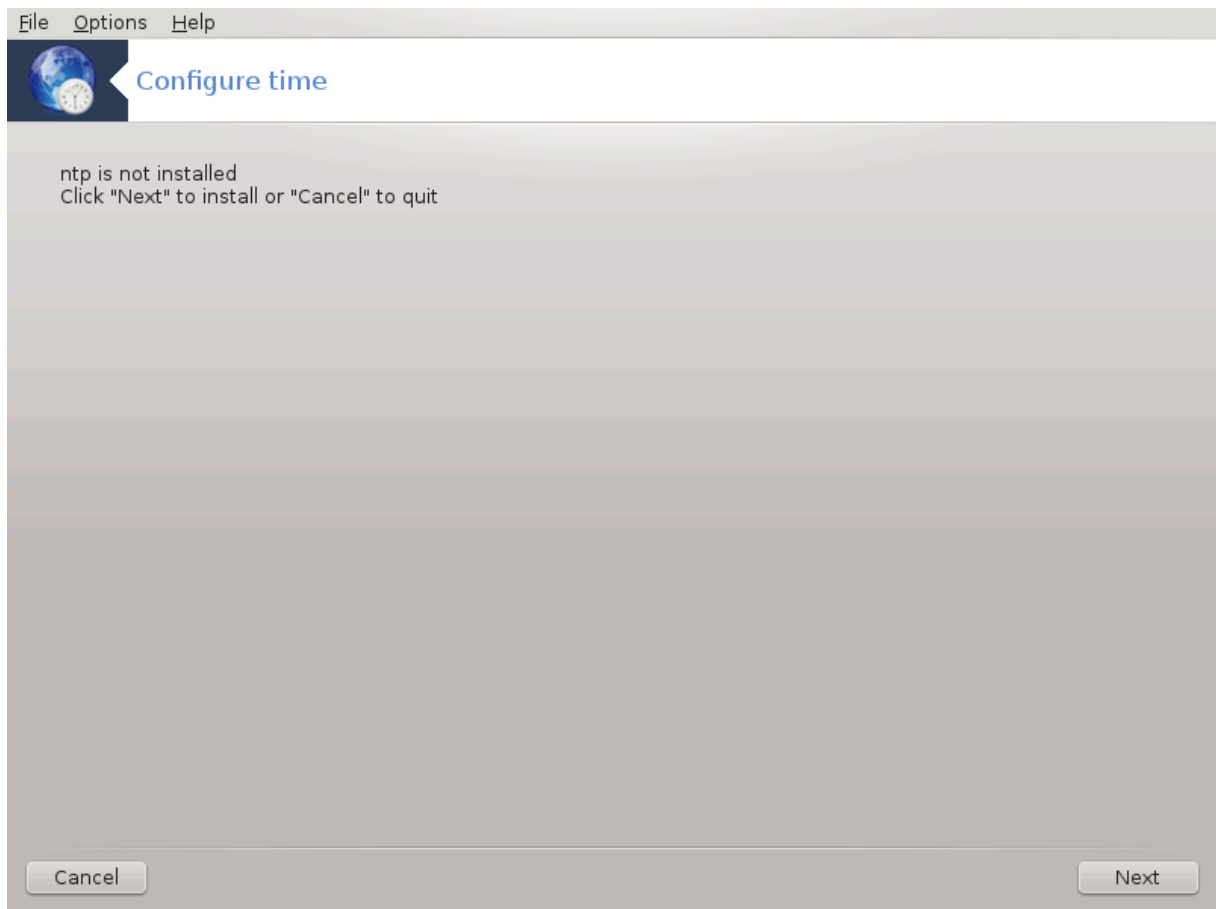 File Options Help
Configure time
ntp is not installed
Click "Next" to install or "Cancel" to quit
Cancel Next